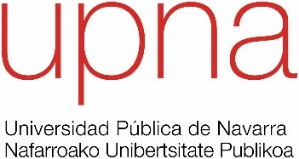 upna
Universidad Pública de Navarra
Nafarroako Unibertsitate Publikoa